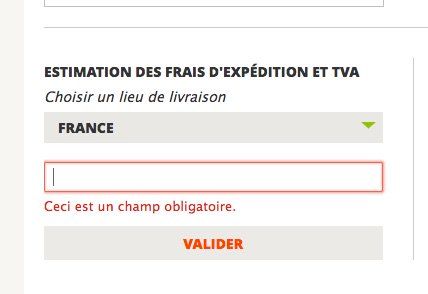 ESTIMATION DES FRAIS D'EXPÉDITION ET TVA
Choisir un lieu de livraison
FRANCE
Ceci est un champ obligatoire.
VALIDER